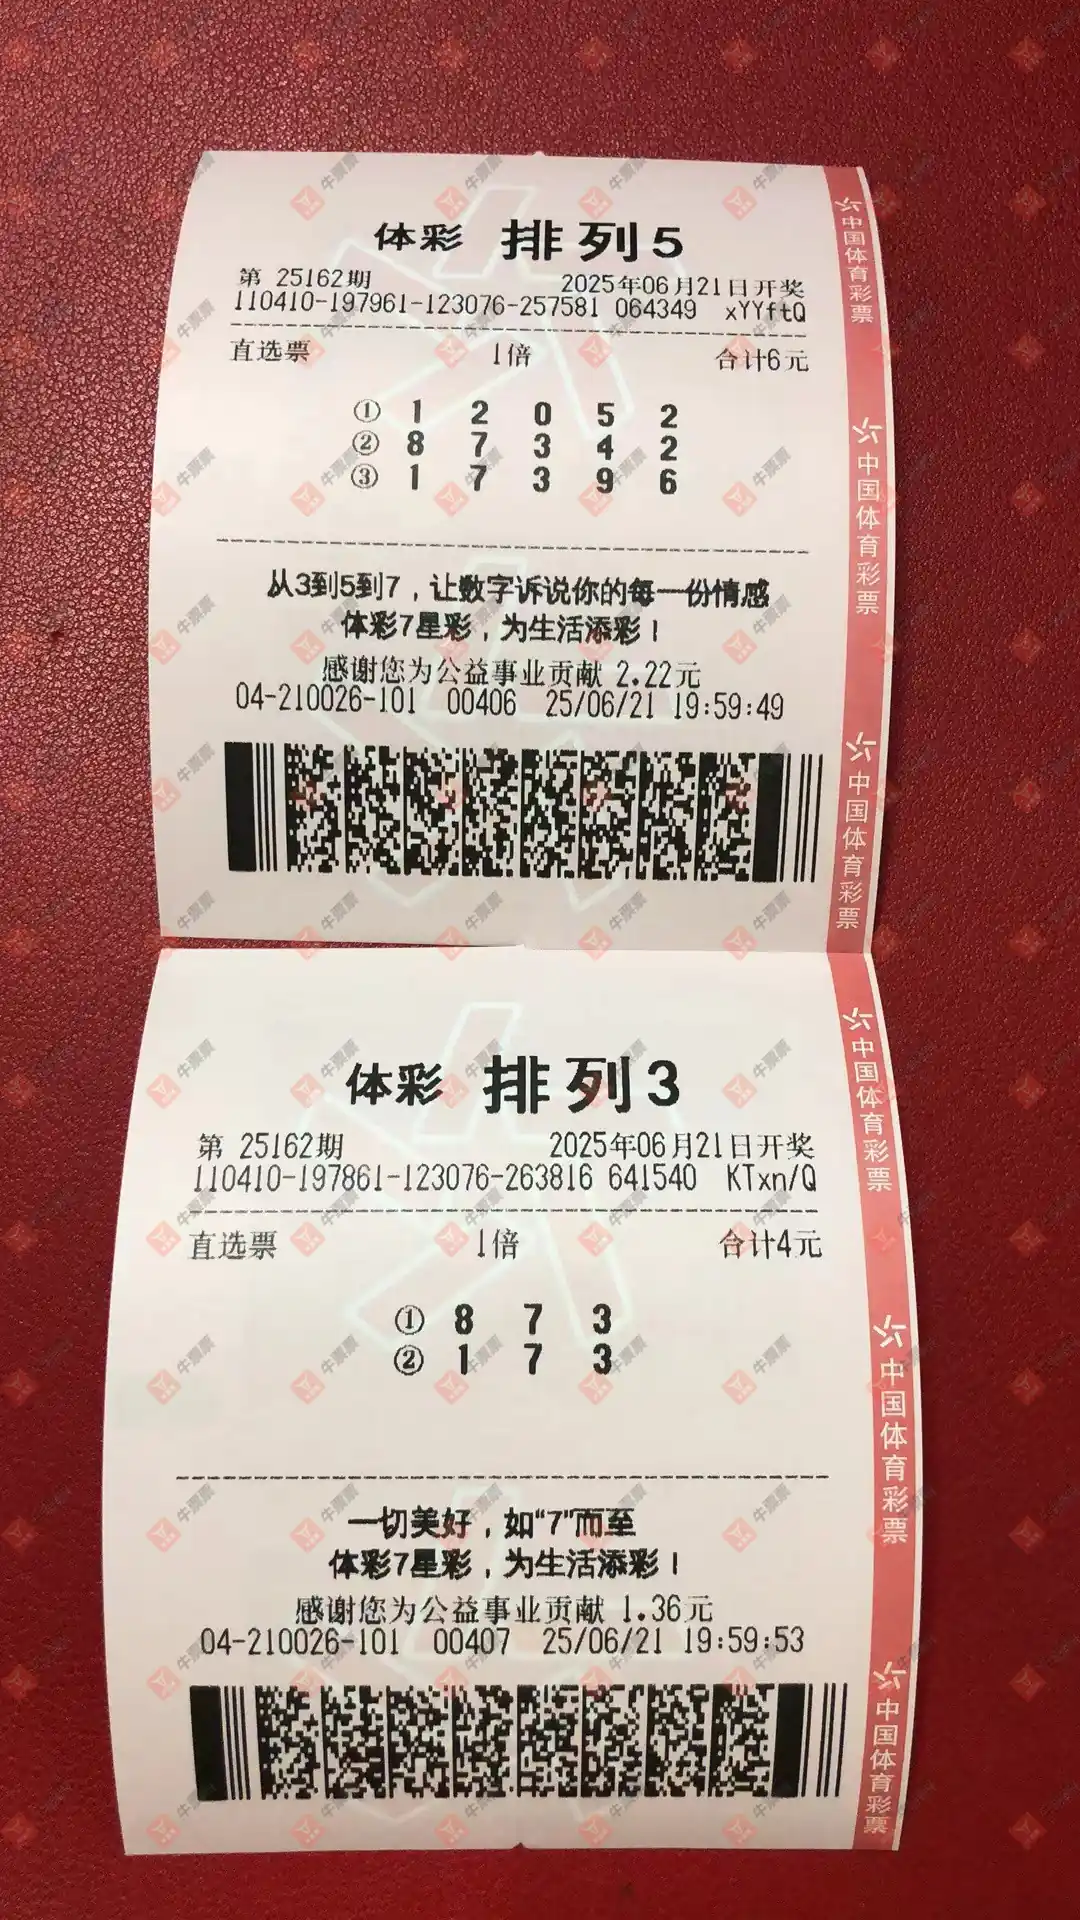 体彩 排列5
第 25162期 2025年06月21日开奖
110410-197961-123076-257581 064349 xYYftQ
直选票 1倍 合计6元
① 1 2 0 5 2
② 8 7 3 4 2
③ 1 7 3 9 6
从3到5到7，让数字诉说你的每一份情感
体彩7星彩，为生活添彩！
感谢您为公益事业贡献 2.22元
04-210026-101 00406 25/06/21 19:59:49
中国体育彩票
中国体育彩票
中国体育彩票
体彩 排列3
第 25162期 2025年06月21日开奖
110410-197861-123076-263816 641540 KTxn/Q
直选票 1倍 合计4元
① 8 7 3
② 1 7 3
一切美好，如“7”而至
体彩7星彩，为生活添彩！
感谢您为公益事业贡献 1.36元
04-210026-101 00407 25/06/21 19:59:53
中国体育彩票
中国体育彩票
中国体育彩票
牛票票